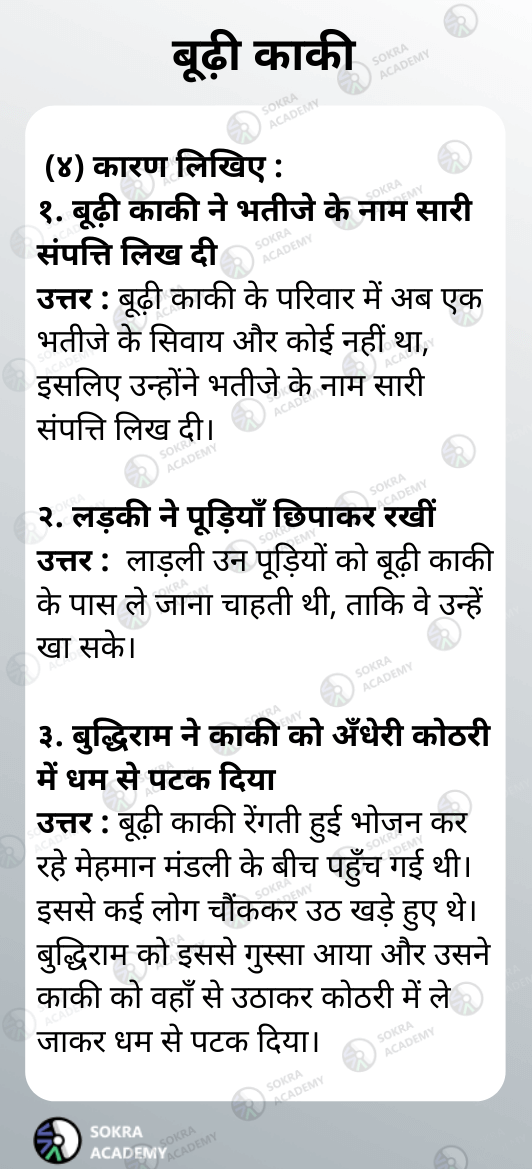 बूढ़ी काकी
(४) कारण लिखिए :
१. बूढ़ी काकी ने भतीजे के नाम सारी
संपत्ति लिख दी
उत्तर : बूढ़ी काकी के परिवार में अब एक
भतीजे के सिवाय और कोई नहीं था,
इसलिए उन्होंने भतीजे के नाम सारी
संपत्ति लिख दी।
२. लड़की ने पूड़ियाँ छिपाकर रखीं
उत्तर : लाड़ली उन पूड़ियों को बूढ़ी काकी
के पास ले जाना चाहती थी, ताकि वे उन्हें
खा सके।
३. बुद्धिराम ने काकी को अँधेरी कोठरी
में धम से पटक दिया
उत्तर : बूढ़ी काकी रेंगती हुई भोजन कर
रहे मेहमान मंडली के बीच पहुँच गई थी।
इससे कई लोग चौंककर उठ खड़े हुए थे।
बुद्धिराम को इससे गुस्सा आया और उसने
काकी को वहाँ से उठाकर कोठरी में ले
जाकर धम से पटक दिया।
SOKRA
ACADEMY